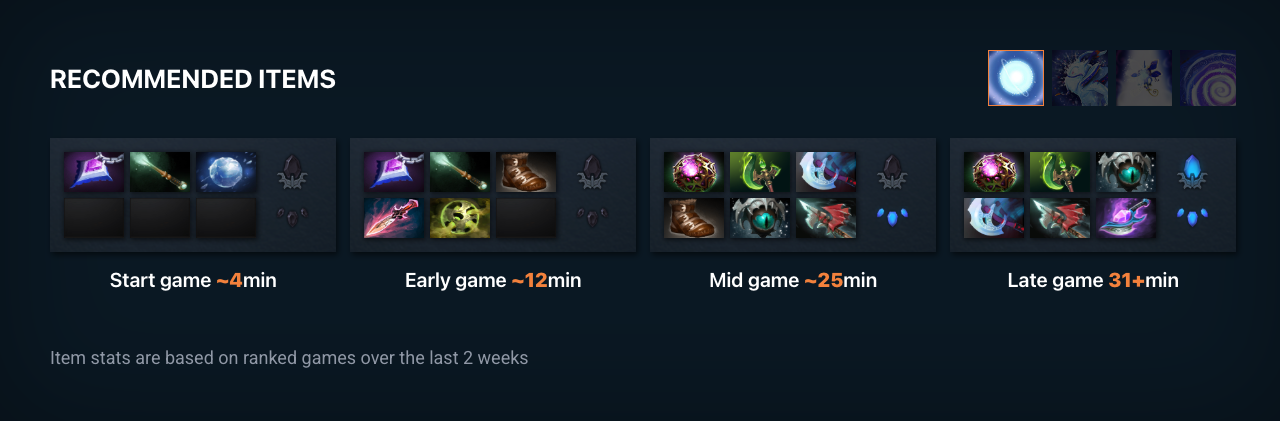 RECOMMENDED ITEMS
Start game ~4min
Early game ~12min
Mid game ~25min
Late game 31+min
Item stats are based on ranked games over the last 2 weeks